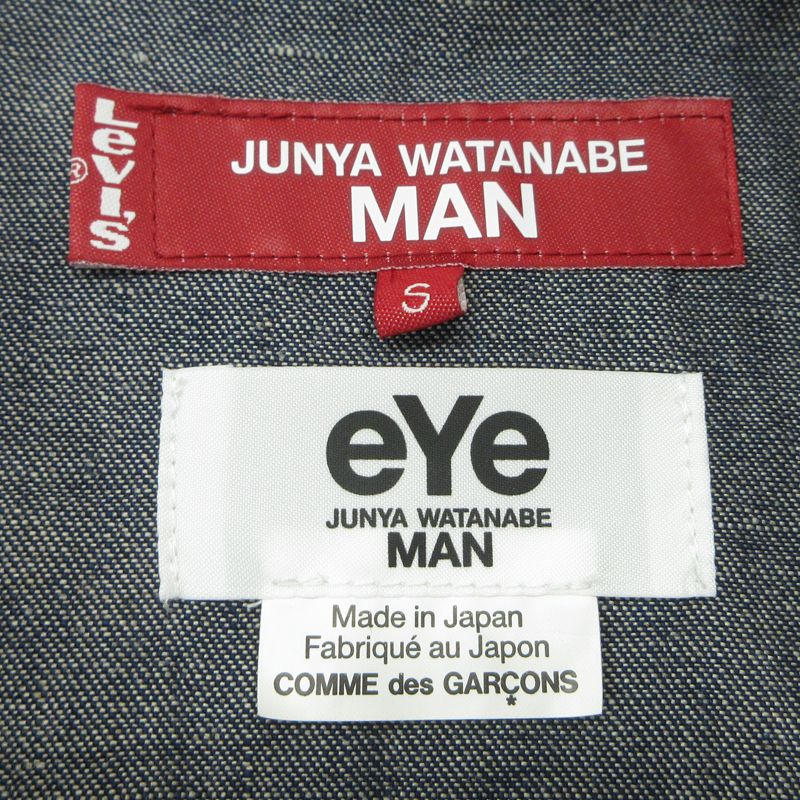 LEVI'S ®
JUNYA WATANABE
MAN
S
eYe
JUNYA WATANABE
MAN
Made in Japan
Fabriqué au Japon
COMME des GARÇONS
*